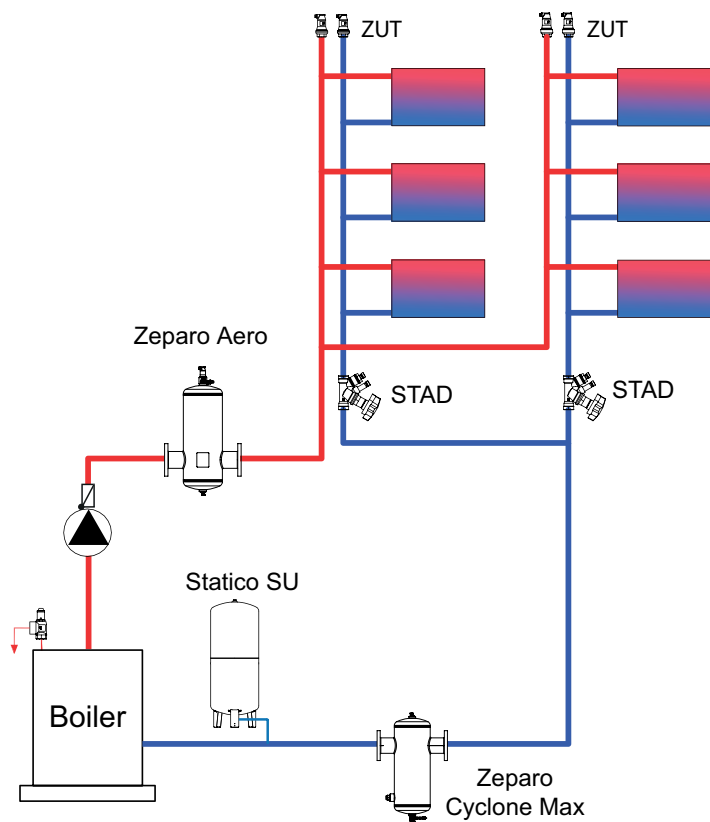 ZUT
ZUT
Zeparo Aero
STAD
STAD
Statico SU
Boiler
Zeparo
Cyclone Max